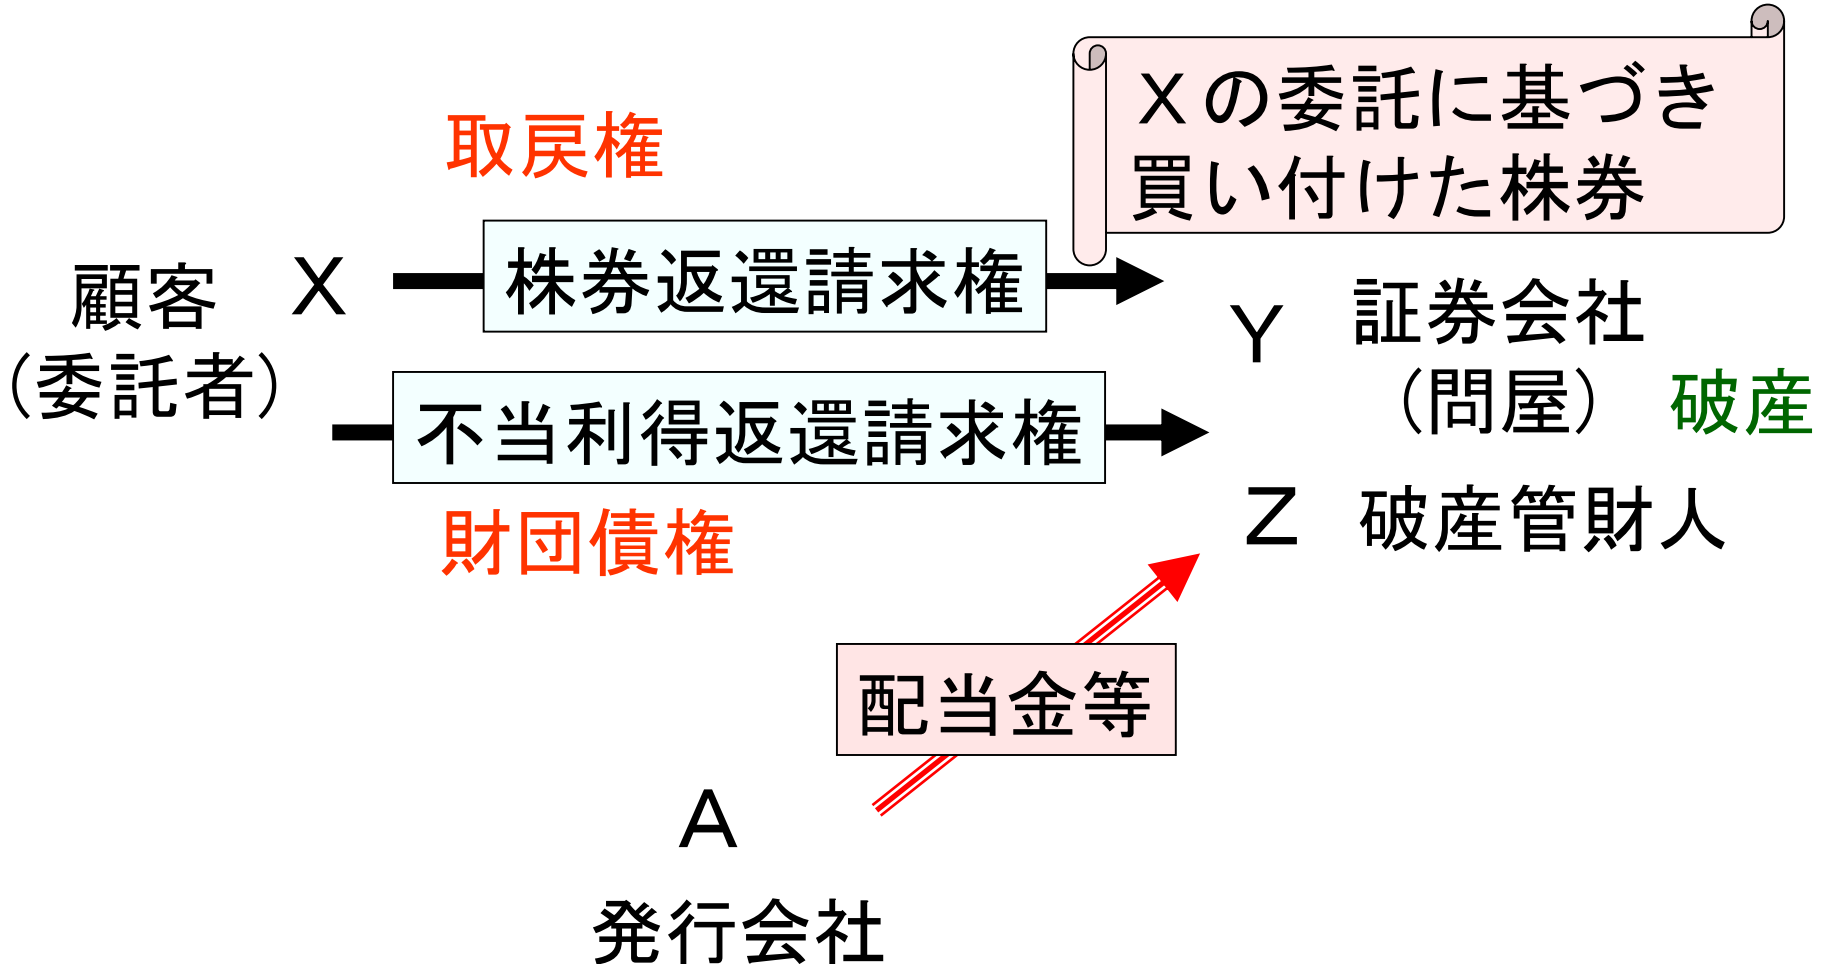 Xの委託に基づき
買い付けた株券
取戻権
株券返還請求権
顧客
(委託者)
X
Y
証券会社
(問屋)
破産
不当利得返還請求権
財団債権
Z
破産管財人
配当金等
A
発行会社